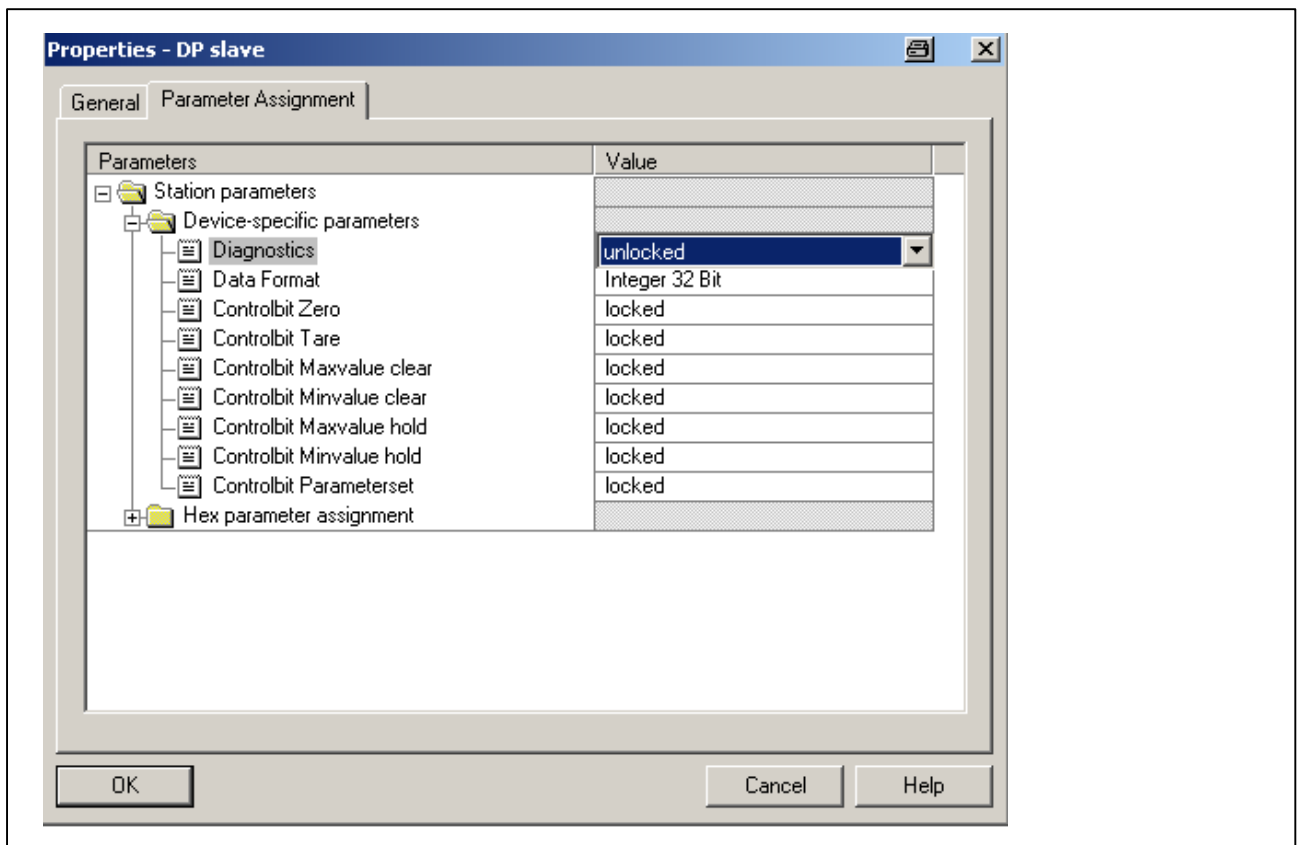 Properties - DP slave
General Parameter Assignment
Parameters Value
Station parameters
Device-specific parameters
Diagnostics unlocked
Data Format Integer 32 Bit
Controlbit Zero locked
Controlbit Tare locked
Controlbit Maxvalue clear locked
Controlbit Minvalue clear locked
Controlbit Maxvalue hold locked
Controlbit Minvalue hold locked
Controlbit Parameterset locked
Hex parameter assignment
OK Cancel Help